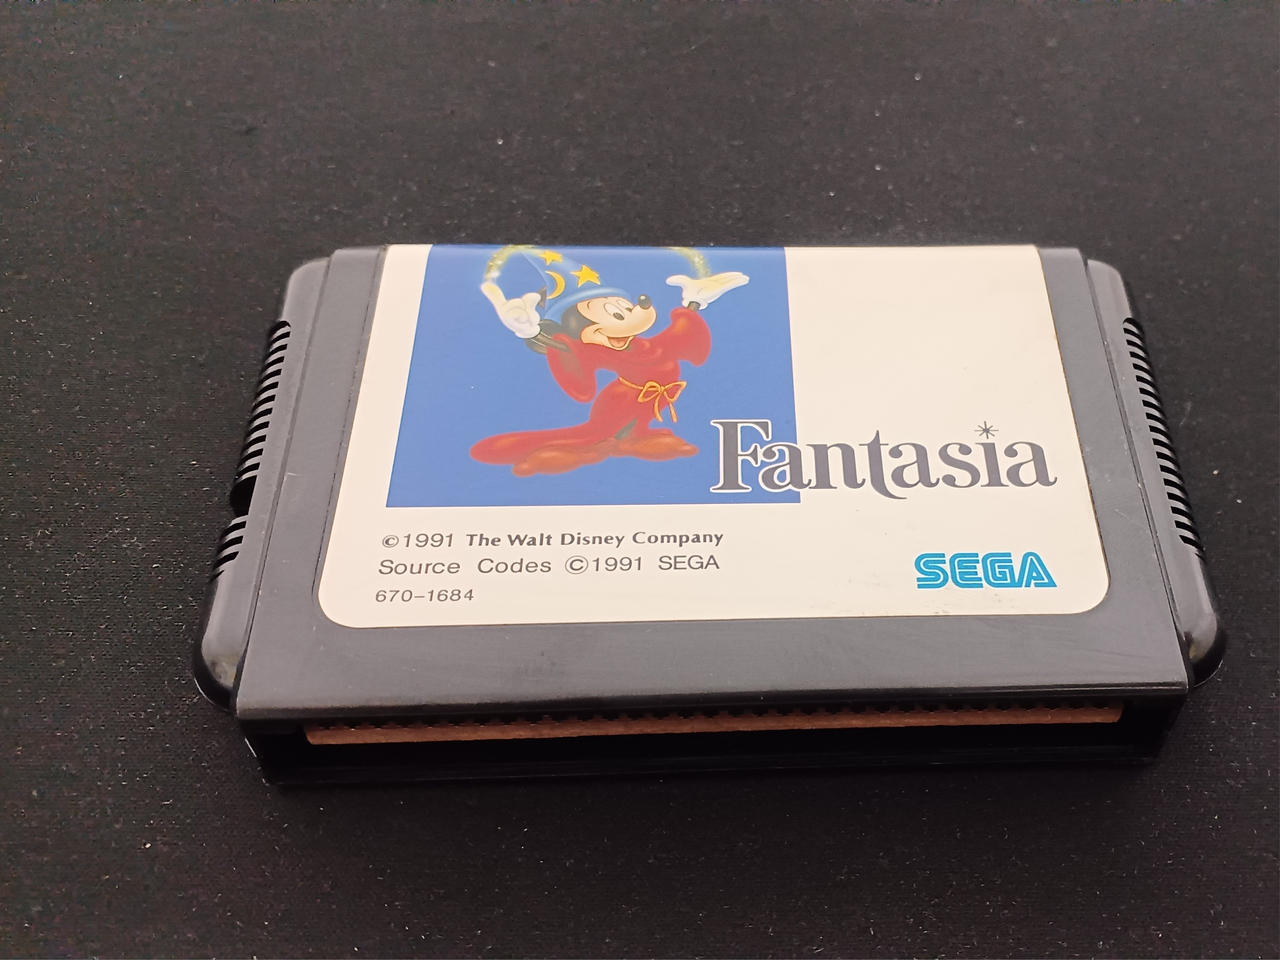 Fantasia
©1991 The Walt Disney Company
Source Codes ©1991 SEGA
670-1684
SEGA